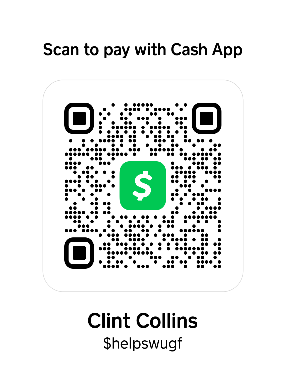 Scan to pay with Cash App
$
Clint Collins
$helpswugf